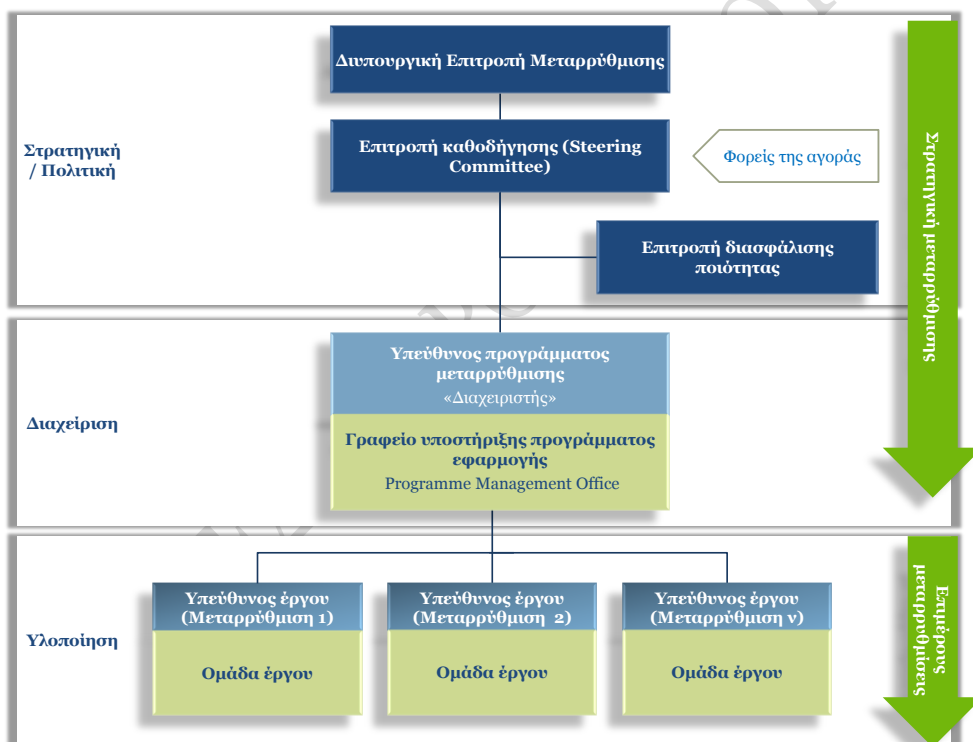 Διυπουργική Επιτροπή Μεταρρύθμισης
Στρατηγική
/ Πολιτική
Επιτροπή καθοδήγησης (Steering
Committee)
Φορείς της αγοράς
Επιτροπή διασφάλισης
ποιότητας
Στρατηγική μεταρρύθμισης
Διαχείριση
Υπεύθυνος προγράμματος
μεταρρύθμισης
«Διαχειριστής»
Γραφείο υποστήριξης προγράμματος
εφαρμογής
Programme Management Office
Υλοποίηση
Υπεύθυνος έργου
(Μεταρρύθμιση 1)
Ομάδα έργου
Υπεύθυνος έργου
(Μεταρρύθμιση 2)
Ομάδα έργου
Υπεύθυνος έργου
(Μεταρρύθμιση ν)
Ομάδα έργου
Επιμέρους
μεταρρυθμίσεις